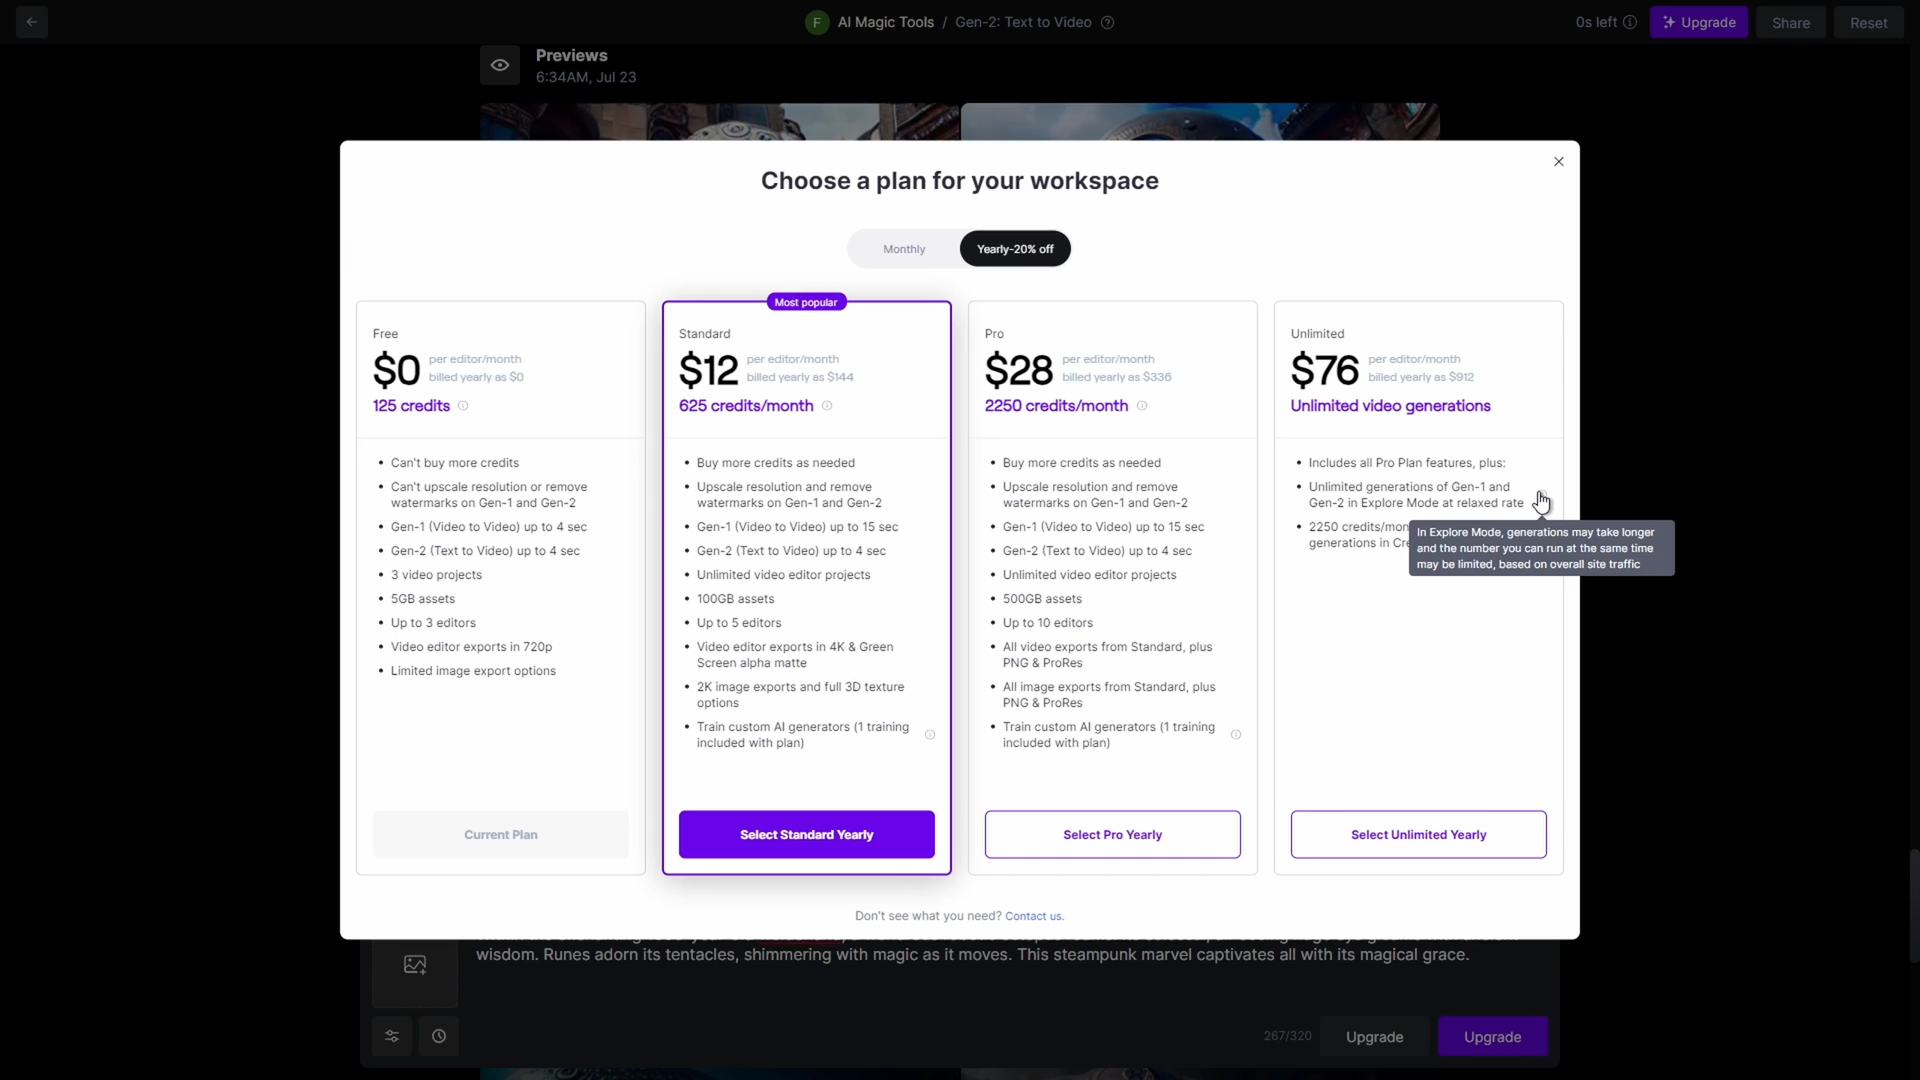 F AI Magic Tools / Gen-2: Text to Video
0s left
Upgrade
Share
Reset
Previews
6:34AM, Jul 23
Choose a plan for your workspace
Monthly
Yearly-20% off
Free
$0
per editor/month
billed yearly as $0
125 credits
Can't buy more credits
Can't upscale resolution or remove
watermarks on Gen-1 and Gen-2
Gen-1 (Video to Video) up to 4 sec
Gen-2 (Text to Video) up to 4 sec
3 video projects
5GB assets
Up to 3 editors
Video editor exports in 720p
Limited image export options
Current Plan
Most popular
Standard
$12
per editor/month
billed yearly as $144
625 credits/month
Buy more credits as needed
Upscale resolution and remove
watermarks on Gen-1 and Gen-2
Gen-1 (Video to Video) up to 15 sec
Gen-2 (Text to Video) up to 4 sec
Unlimited video editor projects
100GB assets
Up to 5 editors
Video editor exports in 4K & Green
Screen alpha matte
2K image exports and full 3D texture
options
Train custom AI generators (1 training
included with plan)
Select Standard Yearly
Pro
$28
per editor/month
billed yearly as $336
2250 credits/month
Buy more credits as needed
Upscale resolution and remove
watermarks on Gen-1 and Gen-2
Gen-1 (Video to Video) up to 15 sec
Gen-2 (Text to Video) up to 4 sec
Unlimited video editor projects
500GB assets
Up to 10 editors
All video exports from Standard, plus
PNG & ProRes
All image exports from Standard, plus
PNG & ProRes
Train custom AI generators (1 training
included with plan)
Select Pro Yearly
Unlimited
$76
per editor/month
billed yearly as $912
Unlimited video generations
Includes all Pro Plan features, plus:
Unlimited generations of Gen-1 and
Gen-2 in Explore Mode at relaxed rate
2250 credits/mon
generations in Cre
In Explore Mode, generations may take longer
and the number you can run at the same time
may be limited, based on overall site traffic
Select Unlimited Yearly
Don't see what you need? Contact us.
wisdom. Runes adorn its tentacles, shimmering with magic as it moves. This steampunk marvel captivates all with its magical grace.
267/320
Upgrade
Upgrade